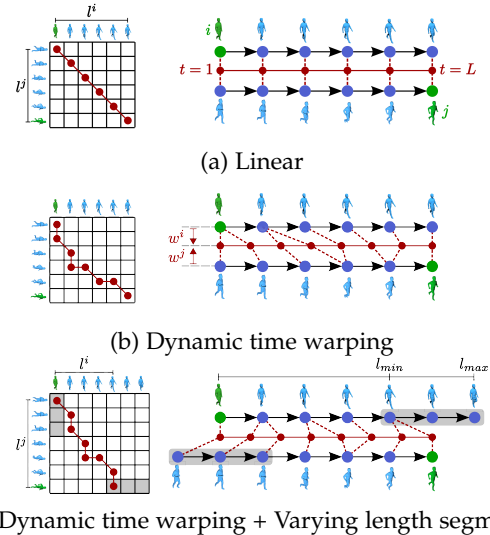 l^i
l^j
i
t = 1
t = L
j
(a) Linear
w^i
w^j
(b) Dynamic time warping
l_min l_max
l^i
l^j
Dynamic time warping + Varying length segm